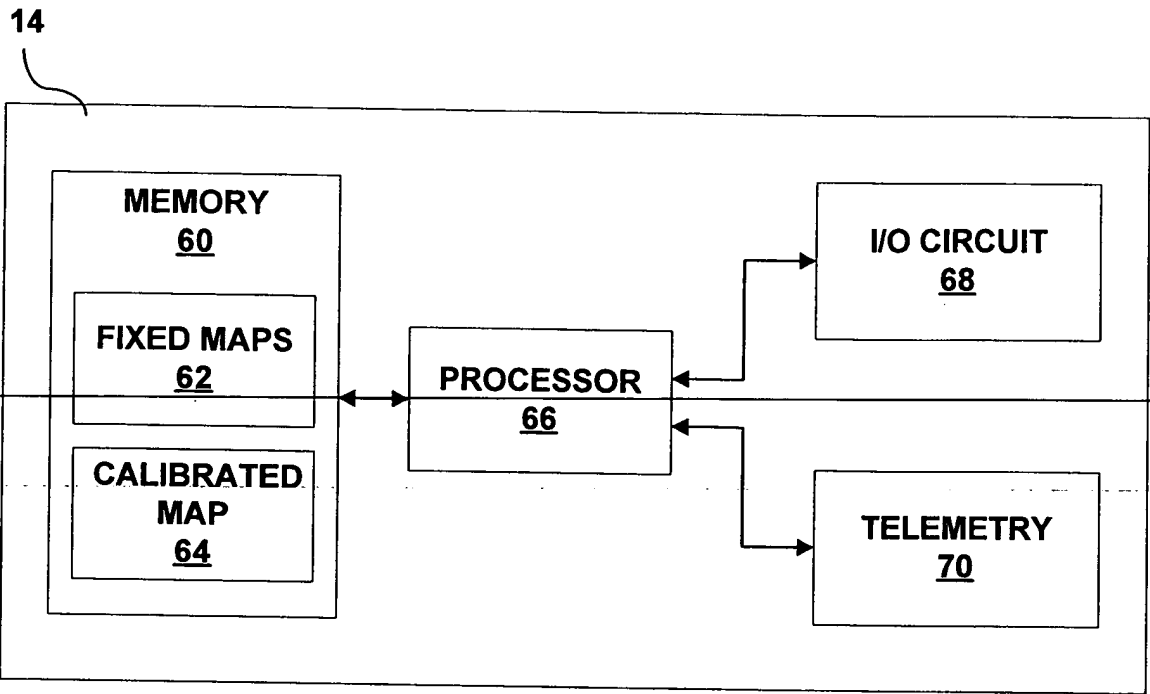 14
MEMORY
60
FIXED MAPS
62
CALIBRATED
MAP
64
PROCESSOR
66
I/O CIRCUIT
68
TELEMETRY
70